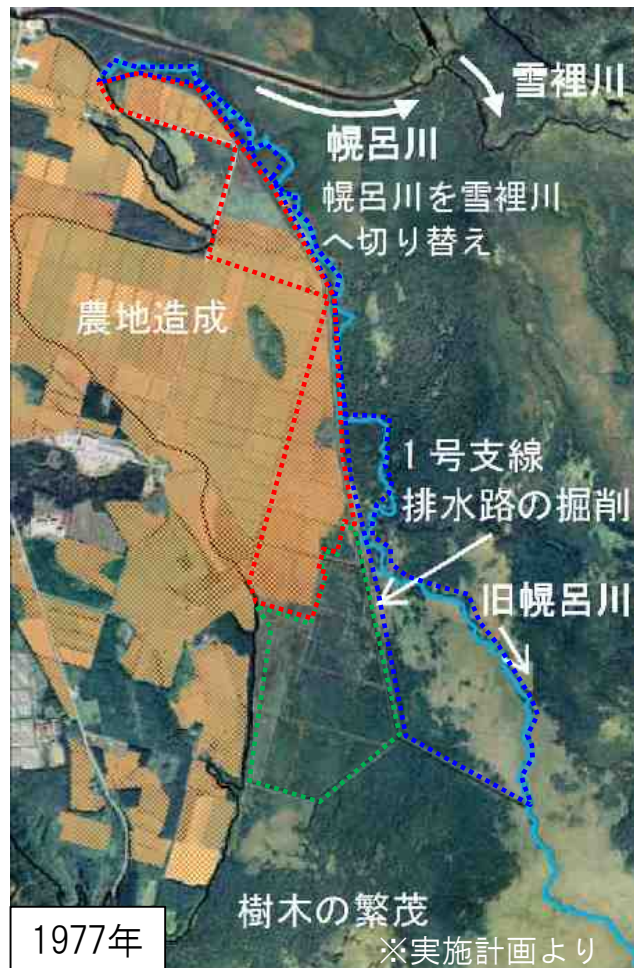 雪裡川
幌呂川
幌呂川を雪裡川
へ切り替え
農地造成
1号支線
排水路の掘削
旧幌呂川
樹木の繁茂
1977年
※実施計画より